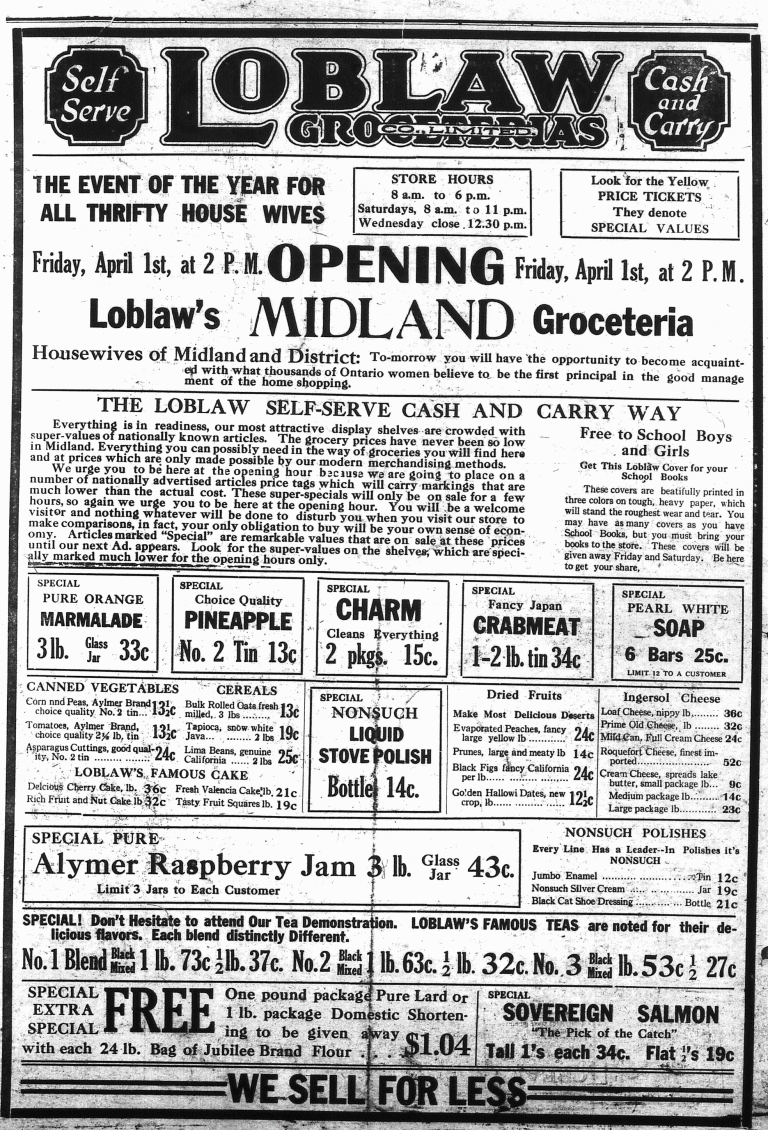 Self
Serve
LOBLAW
GROCETERIAS
CO., LIMITED.
Cash
and
Carry
THE EVENT OF THE YEAR FOR
ALL THRIFTY HOUSE WIVES
STORE HOURS
8 a.m. to 6 p.m.
Saturdays, 8 a.m. to 11 p.m.
Wednesday close 12.30 p.m.
Look for the Yellow
PRICE TICKETS
They denote
SPECIAL VALUES
Friday, April 1st, at 2 P.M. OPENING Friday, April 1st, at 2 P.M.
Loblaw's MIDLAND Groceteria
Housewives of Midland and District: To-morrow you will have the opportunity to become acquaint-
ed with what thousands of Ontario women believe to be the first principal in the good manage
ment of the home shopping.
THE LOBLAW SELF-SERVE CASH AND CARRY WAY
Everything is in readiness, our most attractive display shelves are crowded with
super-values of nationally known articles. The grocery prices have never been so low
in Midland. Everything you can possibly need in the way of groceries you will find here
and at prices which are only made possible by our modern merchandising methods.
We urge you to be here at the opening hour because we are going to place on a
number of nationally advertised articles price tags which will carry markings that are
much lower than the actual cost. These super-specials will only be on sale for a few
hours, so again we urge you to be here at the opening hour. You will be a welcome
visitor and nothing whatever will be done to disturb you when you visit our store to
make comparisons, in fact, your only obligation to buy will be your own sense of econ-
omy. Articles marked "Special" are remarkable values that are on sale at these prices
until our next Ad. appears. Look for the super-values on the shelves, which are speci-
ally marked much lower for the opening hours only.
Free to School Boys
and Girls
Get This Loblaw Cover for your
School Books
These covers are beatifully printed in
three colors on tough, heavy paper, which
will stand the roughest wear and tear. You
may have as many covers as you have
School Books, but you must bring your
books to the store. These covers will be
given away Friday and Saturday. Be here
to get your share.
SPECIAL
PURE ORANGE
MARMALADE
3 lb. Glass Jar 33c
SPECIAL
Choice Quality
PINEAPPLE
No. 2 Tin 13c
SPECIAL
CHARM
Cleans Everything
2 pkgs. 15c.
SPECIAL
Fancy Japan
CRABMEAT
1-2 lb. tin 34c
SPECIAL
PEARL WHITE
SOAP
6 Bars 25c.
LIMIT 12 TO A CUSTOMER
CANNED VEGETABLES
Corn and Peas, Aylmer Brand
choice quality No. 2 tin... 13½c
Tomatoes, Aylmer Brand,
choice quality 2½ lb, tin 13½c
Asparagus Cuttings, good qual-
ity, No. 2 tin ........ 24c
CEREALS
Bulk Rolled Oats fresh
milled, 3 lbs ........ 13c
Tapioca, snow white
Java........ 2 lbs 19c
Lima Beans, genuine
California ...... 2 lbs 25c
LOBLAW'S FAMOUS CAKE
Delcious Cherry Cake, lb. 36c Fresh Valencia Cake, lb. 21c
Rich Fruit and Nut Cake lb 32c Tasty Fruit Squares lb. 19c
SPECIAL
NONSUCH
LIQUID
STOVE POLISH
Bottle 14c.
Dried Fruits
Make Most Delicious Deserts
Evaporated Peaches, fancy
large yellow lb........ 24c
Prunes, large and meaty lb 14c
Black Figs fancy California
per lb........ 24c
Golden Hallowi Dates, new
crop, lb........ 12½c
Ingersol Cheese
Loaf Cheese, nippy lb........ 36c
Prime Old Cheese, lb ...... 32c
Mild Can, Full Cream Cheese 24c
Roquefort Cheese, finest im-
ported........ 52c
Cream Cheese, spreads lake
butter, small package lb... 9c
Medium package lb........ 14c
Large package lb........ 23c
SPECIAL PURE
Alymer Raspberry Jam 3 lb. Glass Jar 43c.
Limit 3 Jars to Each Customer
NONSUCH POLISHES
Every Line Has a Leader--In Polishes it's
NONSUCH
Jumbo Enamel ........ Tin 12c
Nonsuch Silver Cream ........ Jar 19c
Black Cat Shoe Dressing ........ Bottle 21c
SPECIAL! Don't Hesitate to attend Our Tea Demonstration. LOBLAW'S FAMOUS TEAS are noted for their de-
licious flavors. Each blend distinctly Different.
No. 1 Blend Black Mixed 1 lb. 73c ½ lb. 37c. No. 2 Black Mixed 1 lb. 63c. ½ lb. 32c. No. 3 Black Mixed lb. 53c ½ 27c
SPECIAL
EXTRA
SPECIAL
FREE
One pound package Pure Lard or
1 lb. package Domestic Shorten-
ing to be given away
with each 24 lb. Bag of Jubilee Brand Flour . . . . $1.04
SPECIAL
SOVEREIGN SALMON
"The Pick of the Catch"
Tall 1's each 34c. Flat ½'s 19c
WE SELL FOR LESS